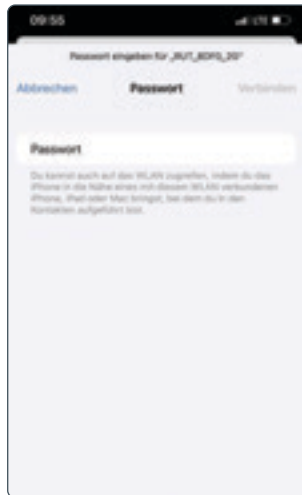 09:55
LTE
Passwort eingeben für „RUT_8DFG_2G“
Abbrechen Passwort Verbinden
Passwort
Du kannst auch auf das WLAN zugreifen, indem du das
iPhone in die Nähe eines mit diesem WLAN verbundenen
iPhone, iPad oder Mac bringst, bei dem du in den
Kontakten aufgeführt bist.